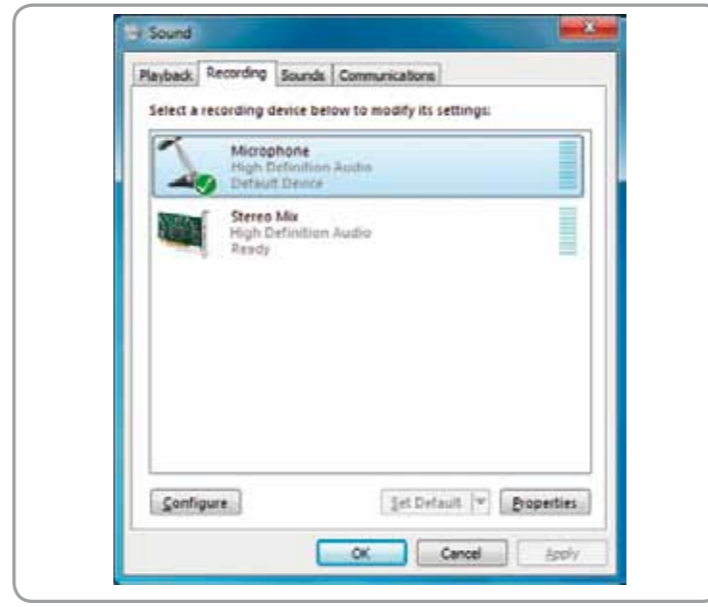 Sound
Playback Recording Sounds Communications
Select a recording device below to modify its settings:
Microphone
High Definition Audio
Default Device
Stereo Mix
High Definition Audio
Ready
Configure Set Default Properties
OK Cancel Apply